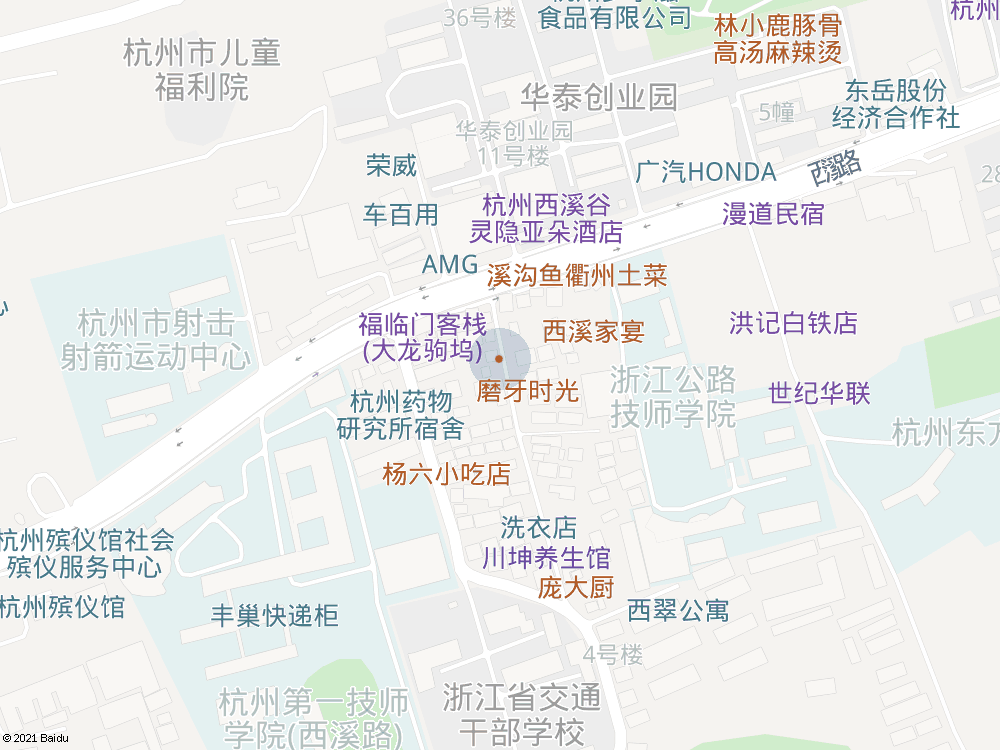 36号楼
食品有限公司
林小鹿豚骨
高汤麻辣烫
杭州
杭州市儿童
福利院
华泰创业园
东岳股份
经济合作社
5幢
华泰创业园
11号楼
荣威
广汽HONDA
西溪路
28
车百用
杭州西溪谷
灵隐亚朵酒店
漫道民宿
AMG
溪沟鱼衢州土菜
心
杭州市射击
射箭运动中心
福临门客栈
(大龙驹坞)
西溪家宴
洪记白铁店
磨牙时光
浙江公路
技师学院
世纪华联
杭州药物
研究所宿舍
杭州东方
杨六小吃店
洗衣店
杭州殡仪馆社会
殡仪服务中心
川坤养生馆
庞大厨
杭州殡仪馆
丰巢快递柜
西翠公寓
4号楼
杭州第一技师
学院(西溪路)
浙江省交通
干部学校
© 2021 Baidu